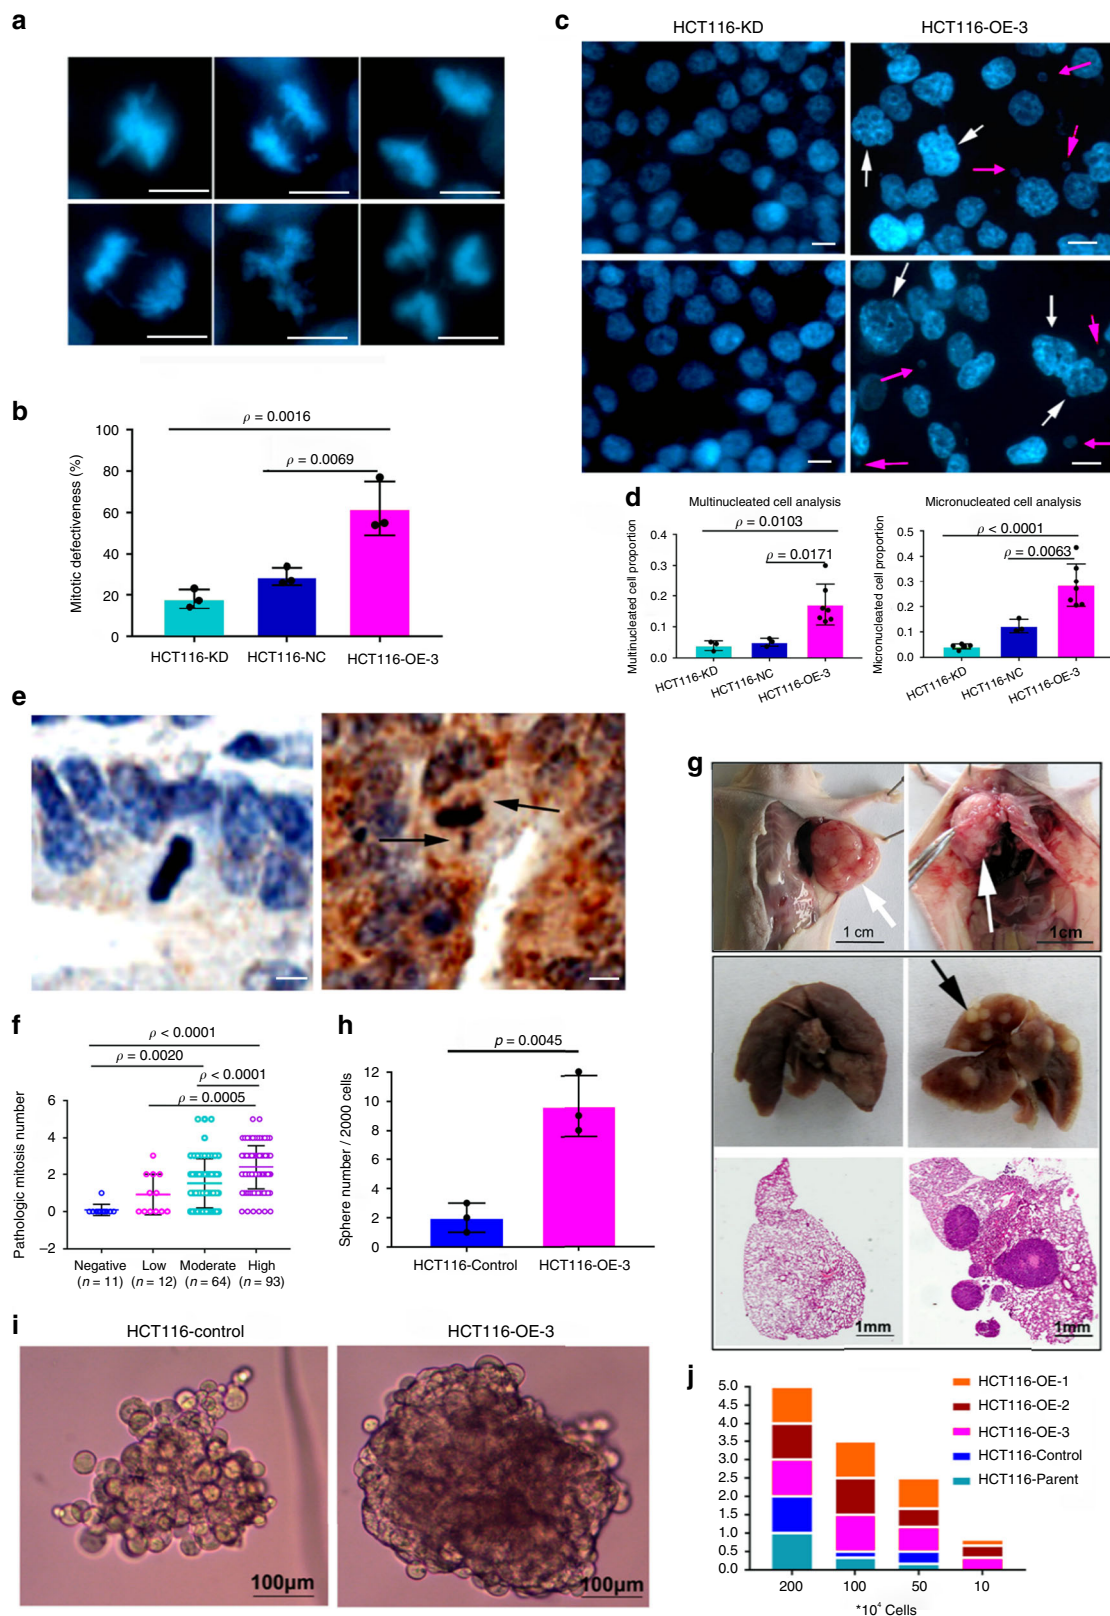 a
b
ρ = 0.0016
ρ = 0.0069
Mitotic defectiveness (%)
100
80
60
40
20
0
HCT116-KD
HCT116-NC
HCT116-OE-3
c
HCT116-KD
HCT116-OE-3
d
Multinucleated cell analysis
ρ = 0.0103
ρ = 0.0171
Multinucleated cell proportion
0.4
0.3
0.2
0.1
0.0
HCT116-KD
HCT116-NC
HCT116-OE-3
Micronucleated cell analysis
ρ < 0.0001
ρ = 0.0063
Micronucleated cell proportion
0.5
0.4
0.3
0.2
0.1
0.0
HCT116-KD
HCT116-NC
HCT116-OE-3
e
f
ρ < 0.0001
ρ = 0.0020
ρ < 0.0001
ρ = 0.0005
Pathologic mitosis number
6
4
2
0
−2
Negative
(n = 11)
Low
(n = 12)
Moderate
(n = 64)
High
(n = 93)
g
1 cm
1cm
1mm
1mm
h
p = 0.0045
Sphere number / 2000 cells
12
10
8
6
4
2
0
HCT116-Control
HCT116-OE-3
i
HCT116-control
HCT116-OE-3
100μm
100μm
j
5.0
4.5
4.0
3.5
3.0
2.5
2.0
1.5
1.0
0.5
0.0
200
100
50
10
*10⁴ Cells
HCT116-OE-1
HCT116-OE-2
HCT116-OE-3
HCT116-Control
HCT116-Parent